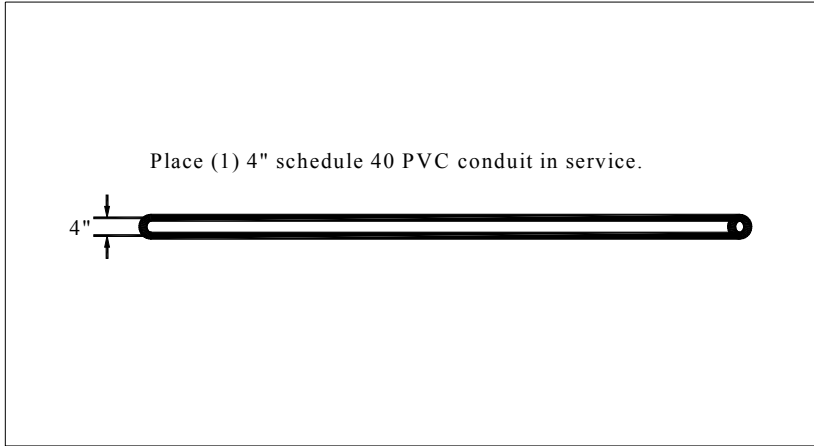 Place (1) 4" schedule 40 PVC conduit in service.
4"